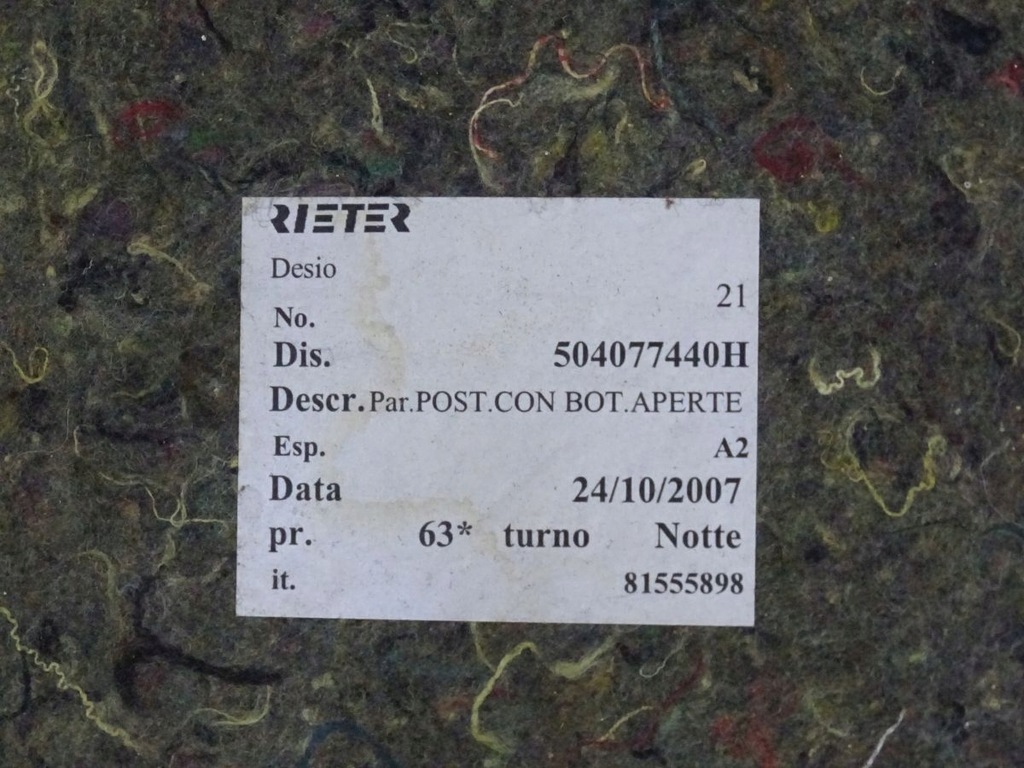 RIETER
Desio
21
No.
Dis. 504077440H
Descr.Par.POST.CON BOT.APERTE
Esp. A2
Data 24/10/2007
pr. 63* turno Notte
it. 81555898